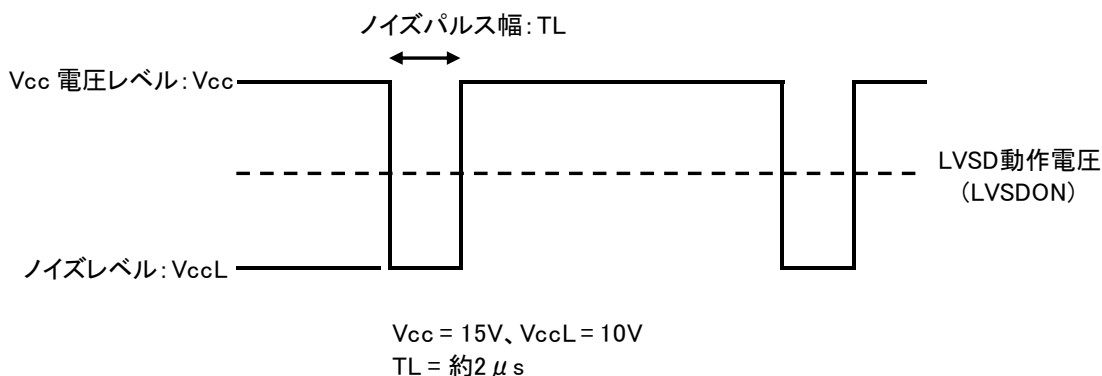 ノイズパルス幅：TL
Vcc 電圧レベル：Vcc
LVSD動作電圧
（LVSDON）
ノイズレベル：VccL
Vcc = 15V、VccL = 10V
TL = 約2μs